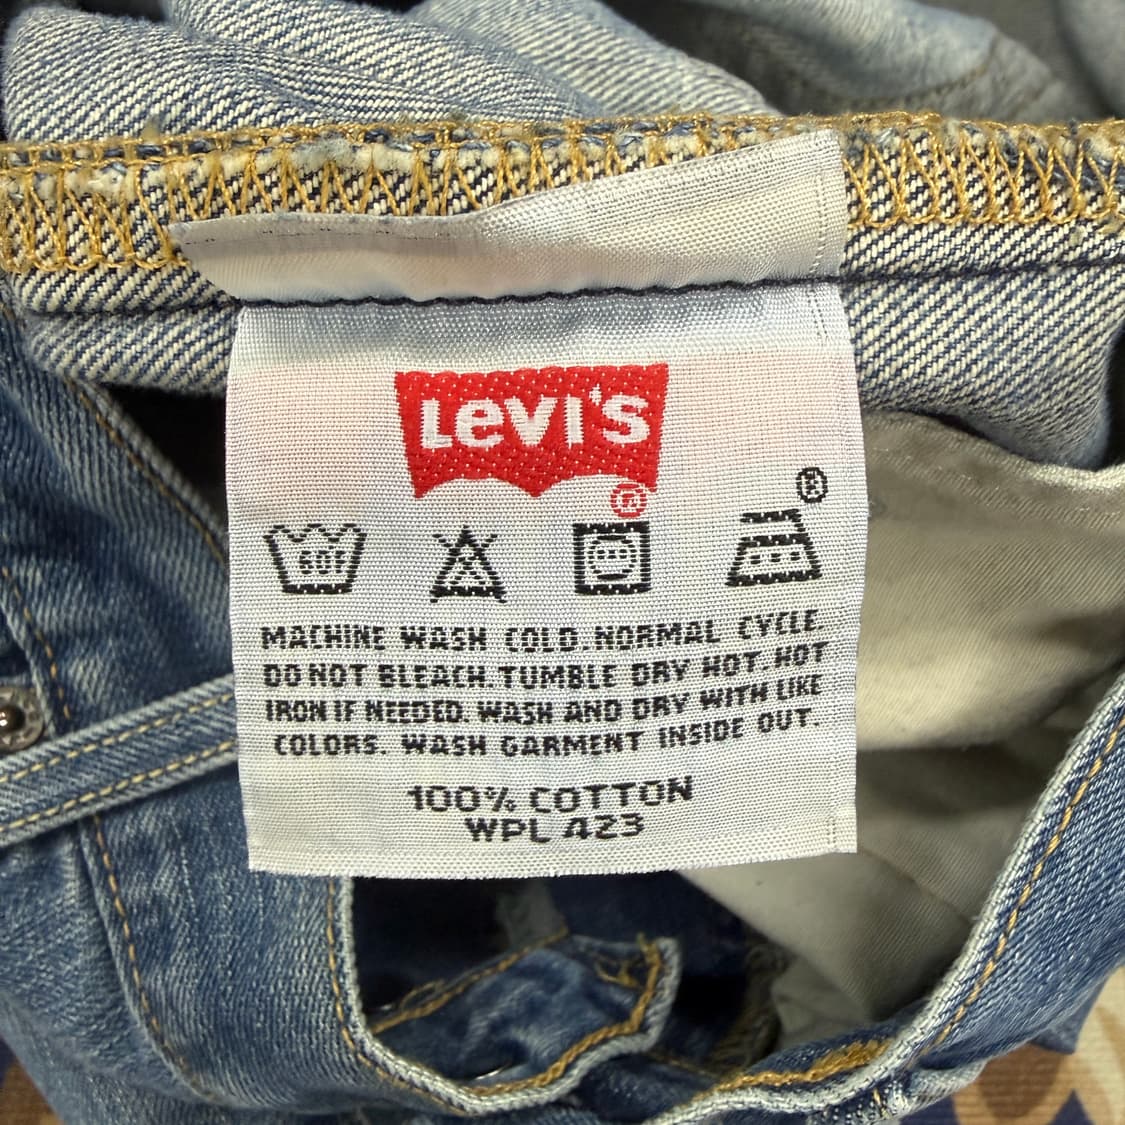 LEVI'S
®
®
60F
MACHINE WASH COLD. NORMAL CYCLE.
DO NOT BLEACH. TUMBLE DRY HOT. HOT
IRON IF NEEDED. WASH AND DRY WITH LIKE
COLORS. WASH GARMENT INSIDE OUT.
100% COTTON
WPL 423